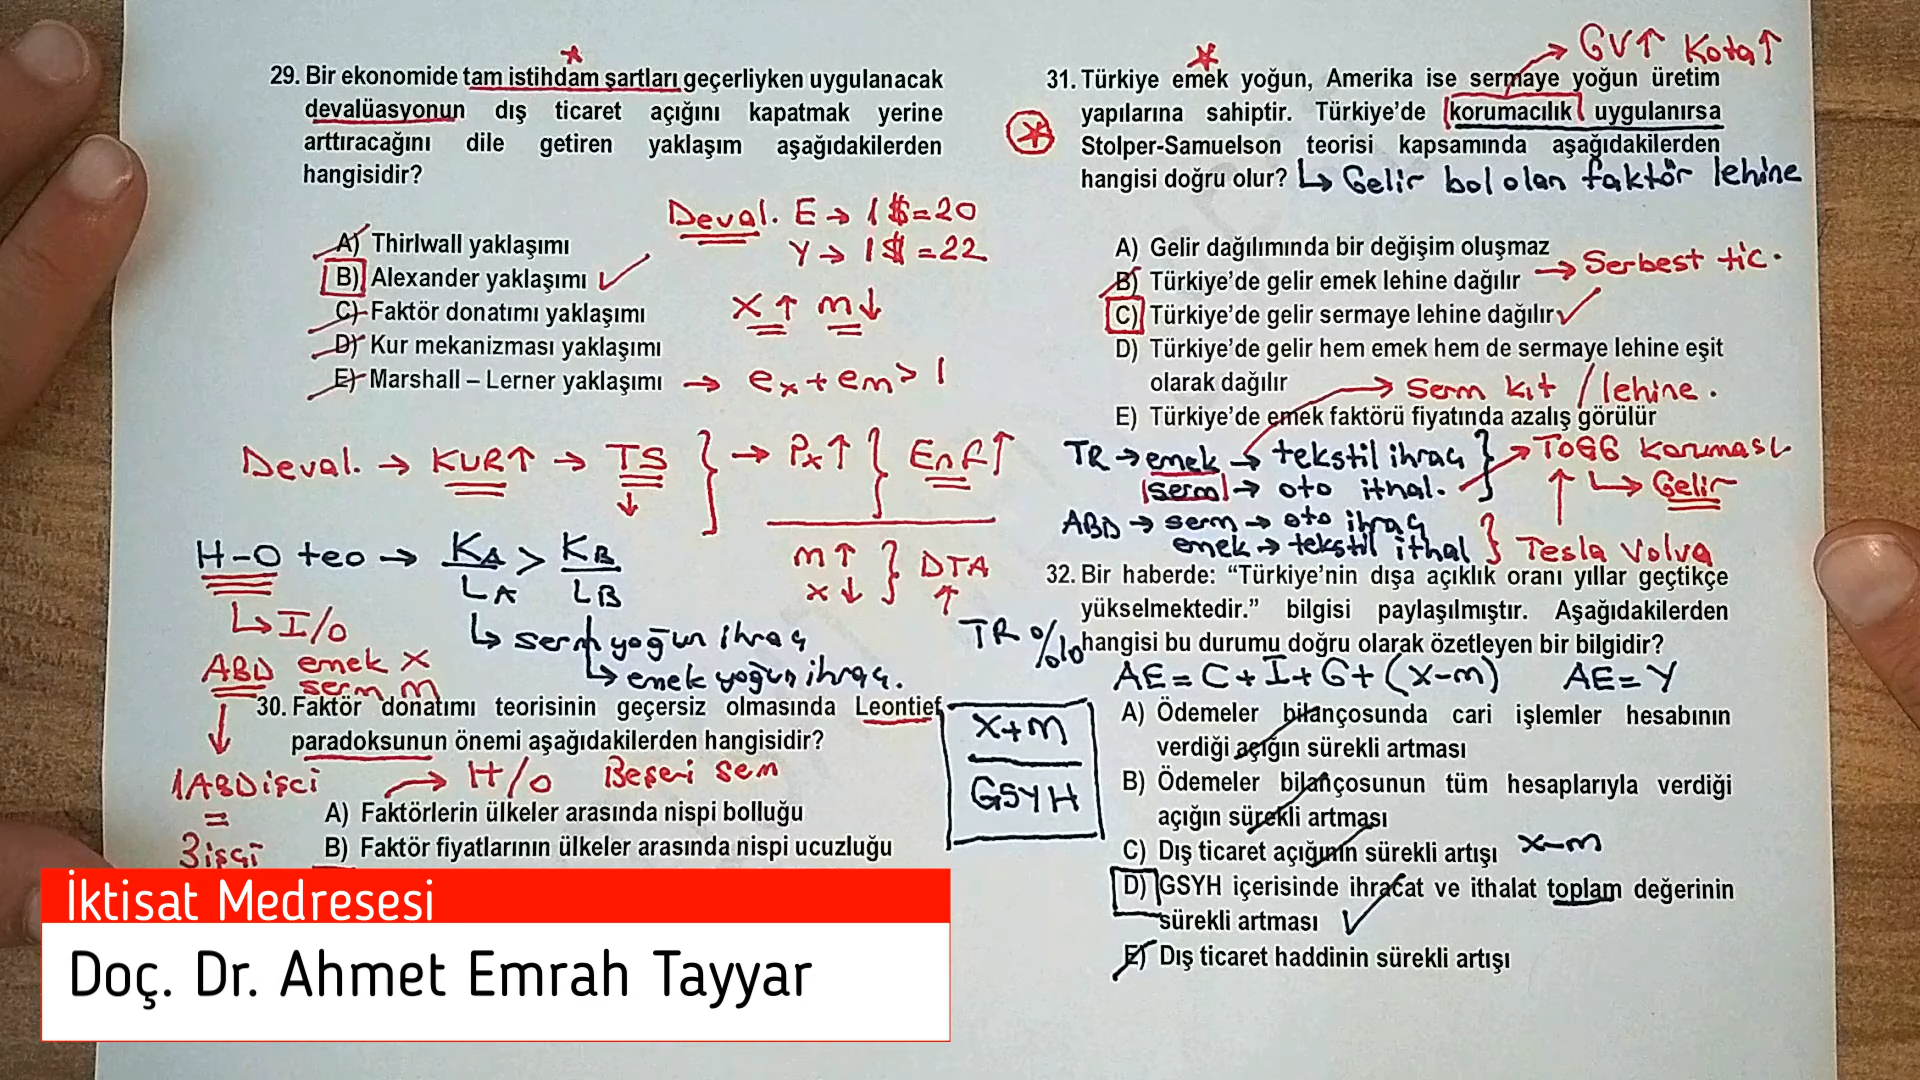 29. Bir ekonomide tam istihdam şartları geçerliyken uygulanacak
devalüasyonun dış ticaret açığını kapatmak yerine
arttıracağını dile getiren yaklaşım aşağıdakilerden
hangisidir?
Deval. E → 1$=20
Y → 1$=22
A) Thirlwall yaklaşımı
B) Alexander yaklaşımı
C) Faktör donatımı yaklaşımı
X↑ m↓
D) Kur mekanizması yaklaşımı
E) Marshall – Lerner yaklaşımı → ex+em>1
Deval. → KUR↑ → TS↓ } → Px↑ } Enf↑
m↑ } DTA↑
x↓
H-O teo → KA/LA > KB/LB
↳ I/O
↳ serm yoğun ihraç
↳ emek yoğun ihraç.
ABD emek X
serm m
30. Faktör donatımı teorisinin geçersiz olmasında Leontief
paradoksunun önemi aşağıdakilerden hangisidir?
→ H/O Beşeri sem
1ABDişci
=
3işçi
A) Faktörlerin ülkeler arasında nispi bolluğu
B) Faktör fiyatlarının ülkeler arasında nispi ucuzluğu
→ GV↑ Kota↑
31. Türkiye emek yoğun, Amerika ise sermaye yoğun üretim
yapılarına sahiptir. Türkiye’de korumacılık uygulanırsa
Stolper-Samuelson teorisi kapsamında aşağıdakilerden
hangisi doğru olur? ↳ Gelir bol olan faktör lehine
A) Gelir dağılımında bir değişim oluşmaz
B) Türkiye’de gelir emek lehine dağılır → Serbest tic.
C) Türkiye’de gelir sermaye lehine dağılır
D) Türkiye’de gelir hem emek hem de sermaye lehine eşit
olarak dağılır → Serm kıt / lehine.
E) Türkiye’de emek faktörü fiyatında azalış görülür
TR → emek → tekstil ihraç } → TOGG Koruması
serm → oto ithal. ↳ Gelir
ABD → serm → oto ihraç
emek → tekstil ithal } Tesla Volvo
32. Bir haberde: “Türkiye’nin dışa açıklık oranı yıllar geçtikçe
yükselmektedir.” bilgisi paylaşılmıştır. Aşağıdakilerden
hangisi bu durumu doğru olarak özetleyen bir bilgidir?
TR %
AE = C+I+G+(X-m) AE=Y
X+m
GSYH
A) Ödemeler bilançosunda cari işlemler hesabının
verdiği açığın sürekli artması
B) Ödemeler bilançosunun tüm hesaplarıyla verdiği
açığın sürekli artması
C) Dış ticaret açığının sürekli artışı x-m
D) GSYH içerisinde ihracat ve ithalat toplam değerinin
sürekli artması
E) Dış ticaret haddinin sürekli artışı
İktisat Medresesi
Doç. Dr. Ahmet Emrah Tayyar